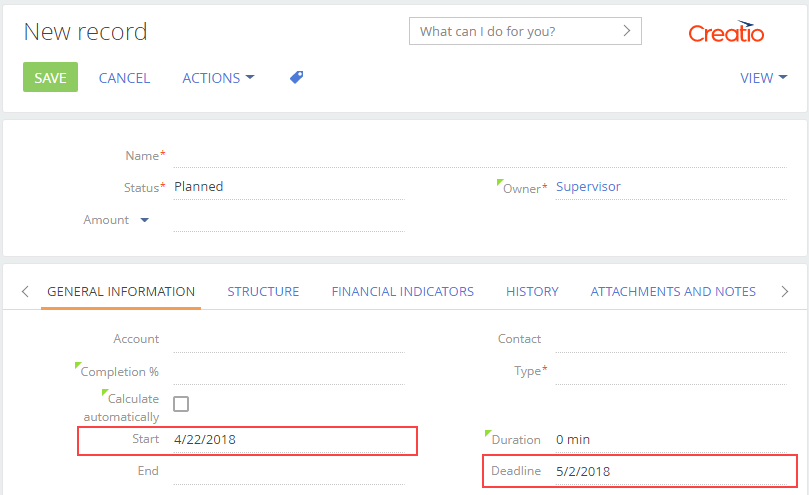 New record
What can I do for you?
Creatio
SAVE CANCEL ACTIONS VIEW
Name*
Status* Planned Owner* Supervisor
Amount
GENERAL INFORMATION STRUCTURE FINANCIAL INDICATORS HISTORY ATTACHMENTS AND NOTES
Account Contact
Completion % Type*
Calculate
automatically
Start 4/22/2018 Duration 0 min
End Deadline 5/2/2018